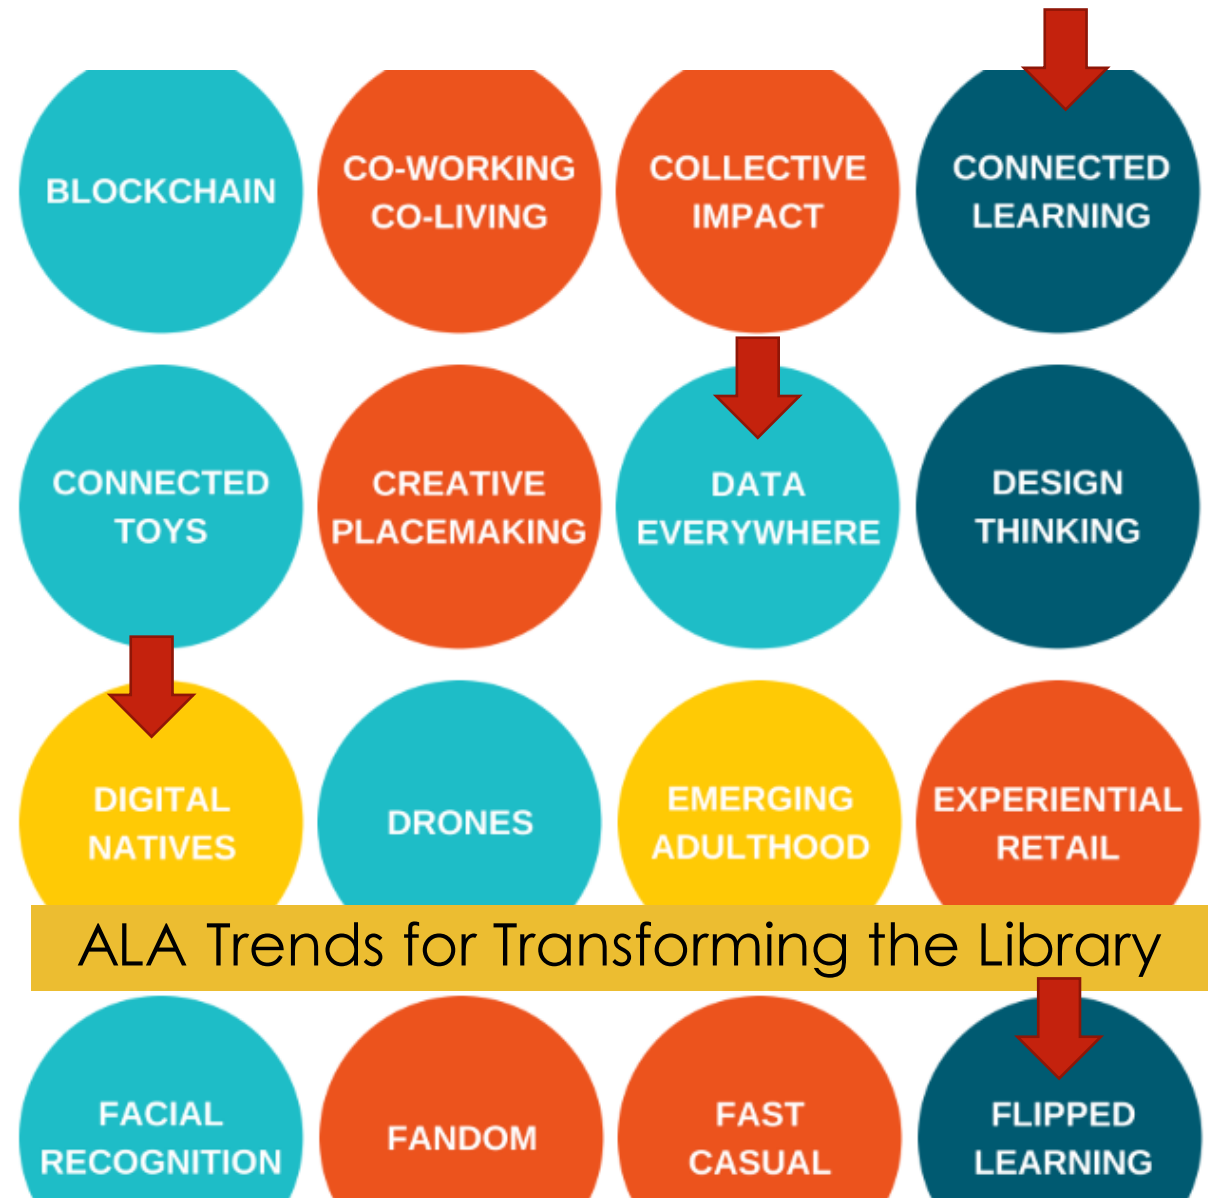 BLOCKCHAIN
CO-WORKING
CO-LIVING
COLLECTIVE
IMPACT
CONNECTED
LEARNING
CONNECTED
TOYS
CREATIVE
PLACEMAKING
DATA
EVERYWHERE
DESIGN
THINKING
DIGITAL
NATIVES
DRONES
EMERGING
ADULTHOOD
EXPERIENTIAL
RETAIL
ALA Trends for Transforming the Library
FACIAL
RECOGNITION
FANDOM
FAST
CASUAL
FLIPPED
LEARNING